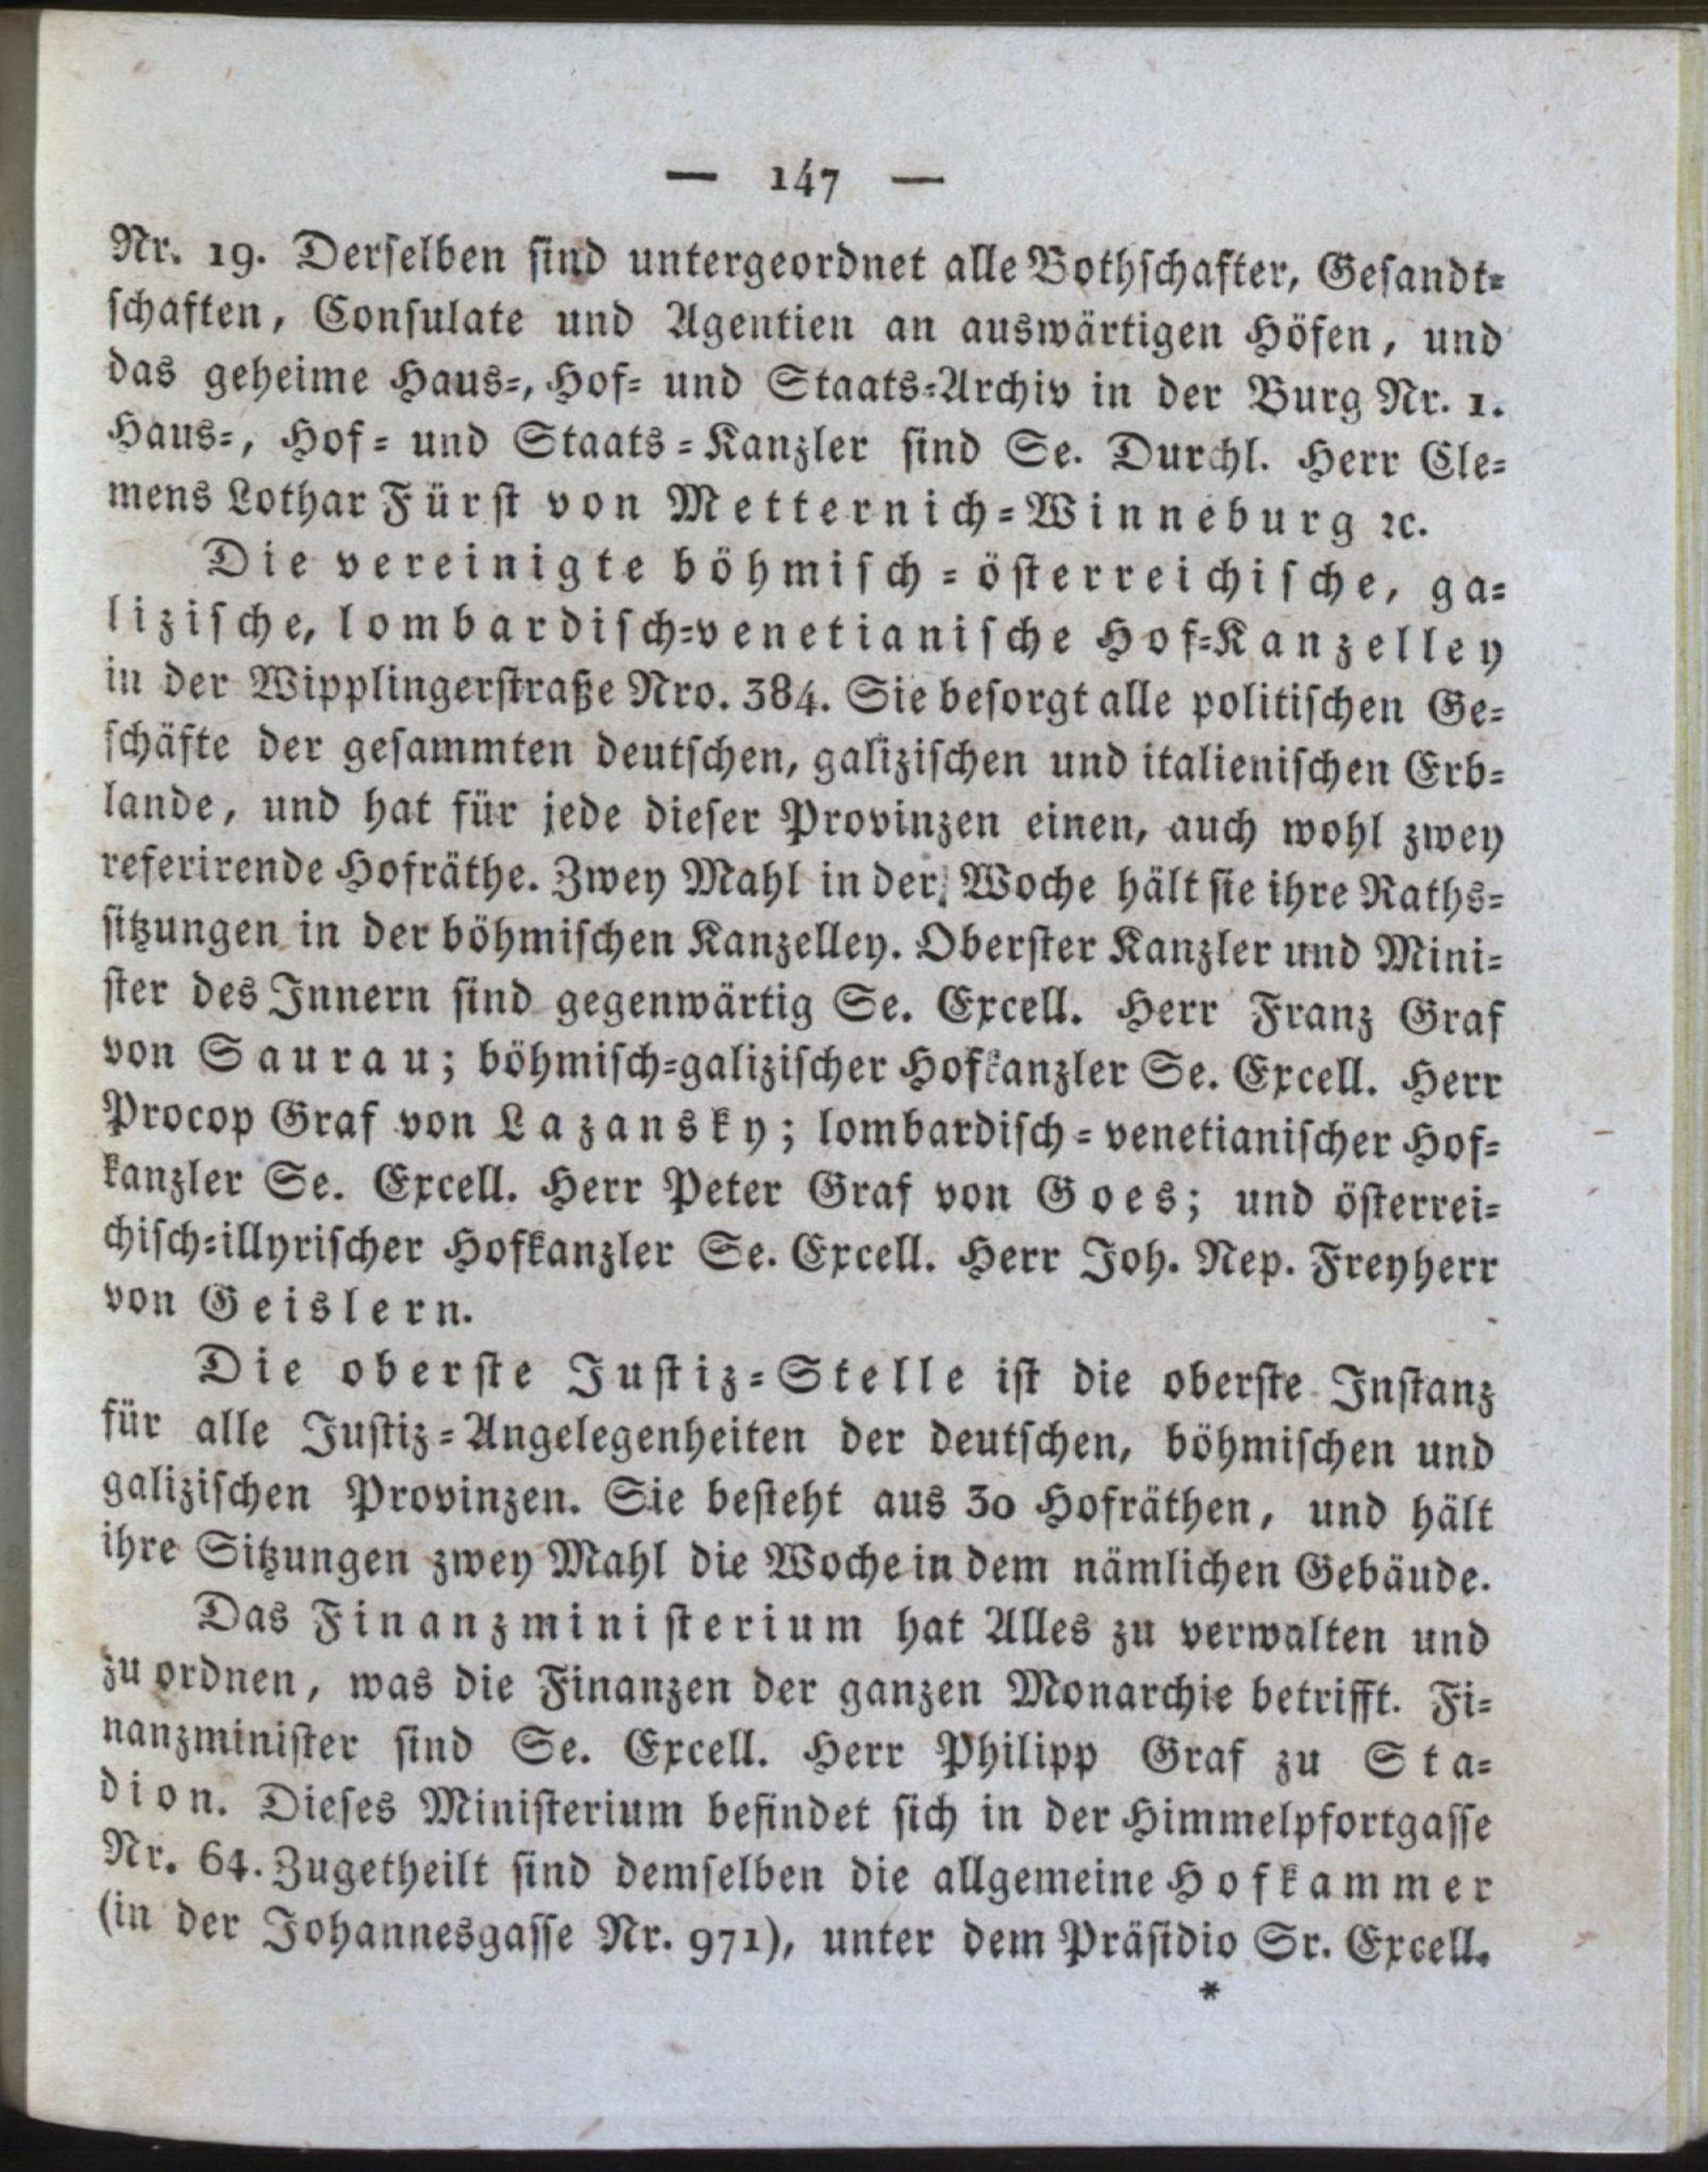 — 147 —
Nr. 19. Derselben sind untergeordnet alle Bothschafter, Gesandt=
schaften, Consulate und Agentien an auswärtigen Höfen, und
das geheime Haus=, Hof= und Staats=Archiv in der Burg Nr. 1.
Haus=, Hof= und Staats=Kanzler sind Se. Durchl. Herr Cle=
mens Lothar Fürst von Metternich=Winneburg ꝛc.
Die vereinigte böhmisch=österreichische, ga=
lizische, lombardisch=venetianische Hof=Kanzelley
in der Wipplingerstraße Nro. 384. Sie besorgt alle politischen Ge=
schäfte der gesammten deutschen, galizischen und italienischen Erb=
lande, und hat für jede dieser Provinzen einen, auch wohl zwey
referirende Hofräthe. Zwey Mahl in der Woche hält sie ihre Raths=
sitzungen in der böhmischen Kanzelley. Oberster Kanzler und Mini=
ster des Innern sind gegenwärtig Se. Excell. Herr Franz Graf
von Saurau; böhmisch=galizischer Hofkanzler Se. Excell. Herr
Procop Graf von Lazansky; lombardisch=venetianischer Hof=
kanzler Se. Excell. Herr Peter Graf von Goes; und österrei=
chisch=illyrischer Hofkanzler Se. Excell. Herr Joh. Nep. Freyherr
von Geislern.
Die oberste Justiz=Stelle ist die oberste Instanz
für alle Justiz=Angelegenheiten der deutschen, böhmischen und
galizischen Provinzen. Sie besteht aus 30 Hofräthen, und hält
ihre Sitzungen zwey Mahl die Woche in dem nämlichen Gebäude.
Das Finanzministerium hat Alles zu verwalten und
zu ordnen, was die Finanzen der ganzen Monarchie betrifft. Fi=
nanzminister sind Se. Excell. Herr Philipp Graf zu Sta=
dion. Dieses Ministerium befindet sich in der Himmelpfortgasse
Nr. 64. Zugetheilt sind demselben die allgemeine Hofkammer
(in der Johannesgasse Nr. 971), unter dem Präsidio Sr. Excell.
*